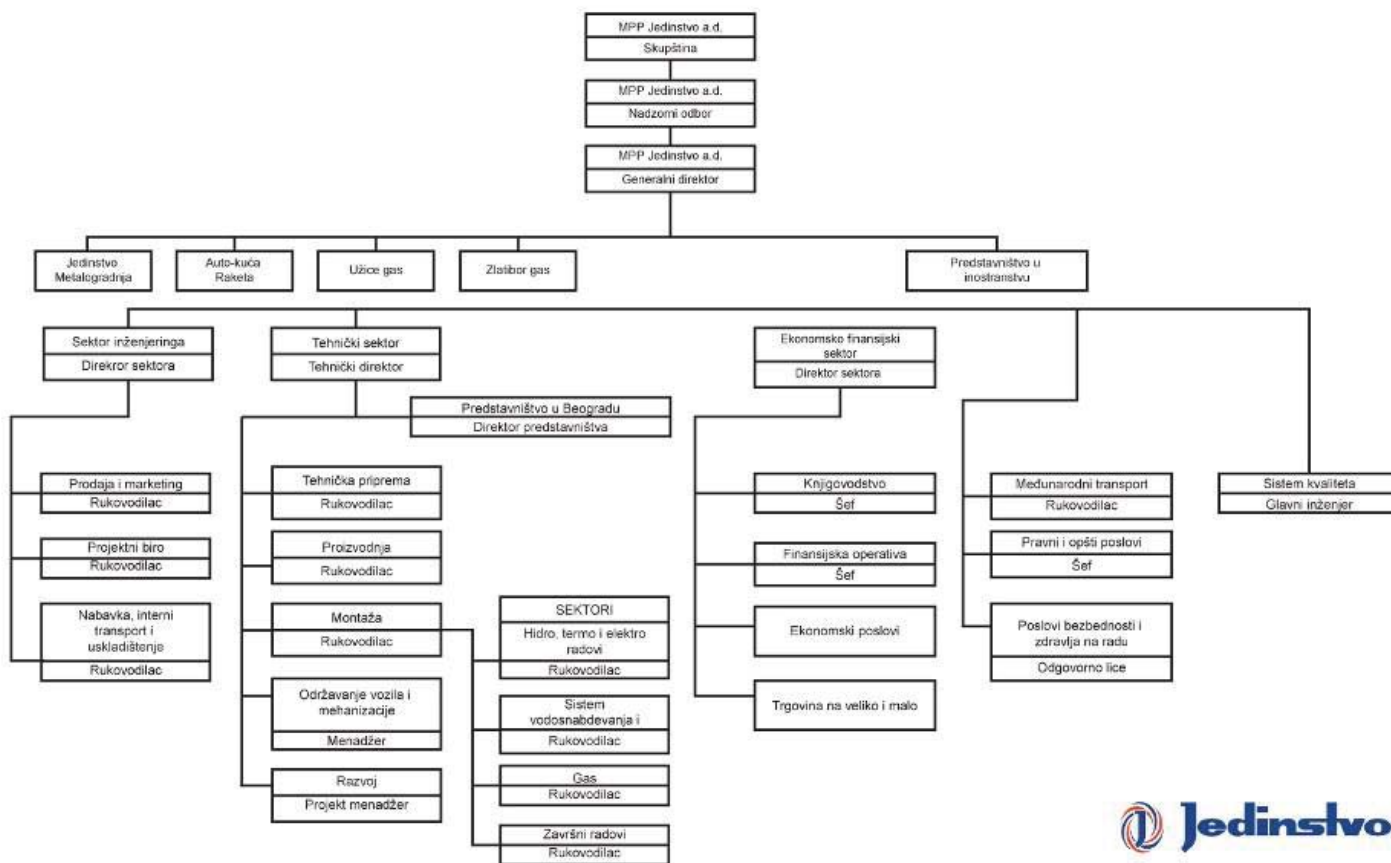 MPP Jedinstvo a.d.
Skupština
MPP Jedinstvo a.d.
Nadzorni odbor
MPP Jedinstvo a.d.
Generalni direktor
Jedinstvo
Metalogradnja
Auto-kuća
Raketa
Užice gas
Zlatibor gas
Predstavništvo u
inostranstvu
Sektor inženjeringa
Direkror sektora
Tehnički sektor
Tehnički direktor
Ekonomsko finansijski
sektor
Direktor sektora
Predstavništvo u Beogradu
Direktor predstavništva
Prodaja i marketing
Rukovodilac
Projektni biro
Rukovodilac
Nabavka, interni
transport i
uskladištenje
Rukovodilac
Tehnička priprema
Rukovodilac
Proizvodnja
Rukovodilac
Montaža
Rukovodilac
Održavanje vozila i
mehanizacije
Menadžer
Razvoj
Projekt menadžer
SEKTORI
Hidro, termo i elektro
radovi
Rukovodilac
Sistem
vodosnabdevanja i
Rukovodilac
Gas
Rukovodilac
Završni radovi
Rukovodilac
Knjigovodstvo
Šef
Finansijska operativa
Šef
Ekonomski poslovi
Trgovina na veliko i malo
Međunarodni transport
Rukovodilac
Pravni i opšti poslovi
Šef
Poslovi bezbednosti i
zdravlja na radu
Odgovorno lice
Sistem kvaliteta
Glavni inženjer
Jedinstvo